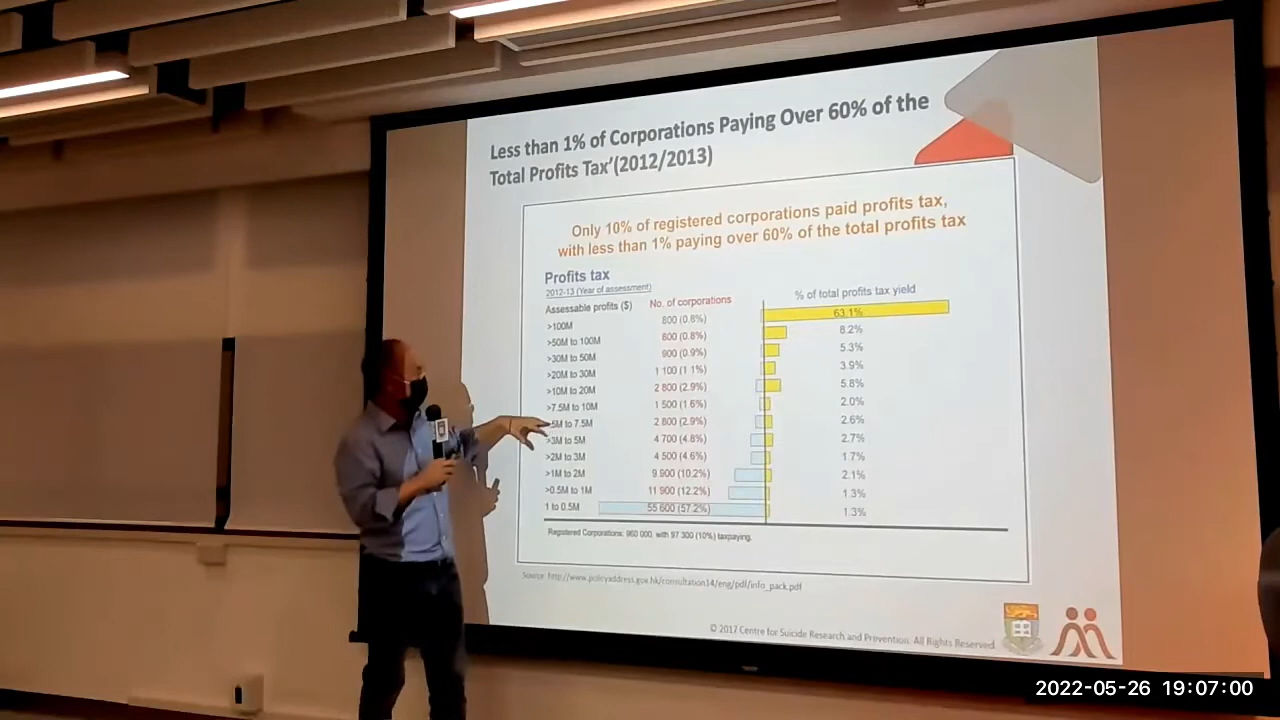 Less than 1% of Corporations Paying Over 60% of the
Total Profits Tax'(2012/2013)
Only 10% of registered corporations paid profits tax,
with less than 1% paying over 60% of the total profits tax
Profits tax
2012-13 (Year of assessment)
Assessable profits ($) No. of corporations % of total profits tax yield
>100M 800 (0.8%) 63.1%
>50M to 100M 800 (0.8%) 8.2%
>30M to 50M 900 (0.9%) 5.3%
>20M to 30M 1 100 (1.1%) 3.9%
>10M to 20M 2 800 (2.9%) 5.8%
>7.5M to 10M 1 500 (1.6%) 2.0%
>5M to 7.5M 2 800 (2.9%) 2.6%
>3M to 5M 4 700 (4.8%) 2.7%
>2M to 3M 4 500 (4.6%) 1.7%
>1M to 2M 9 900 (10.2%) 2.1%
>0.5M to 1M 11 900 (12.2%) 1.3%
1 to 0.5M 55 600 (57.2%) 1.3%
Registered Corporations: 960 000, with 97 300 (10%) taxpaying.
Source: http://www.policyaddress.gov.hk/consultation14/eng/pdf/info_pack.pdf
© 2017 Centre for Suicide Research and Prevention. All Rights Reserved.
2022-05-26 19:07:00